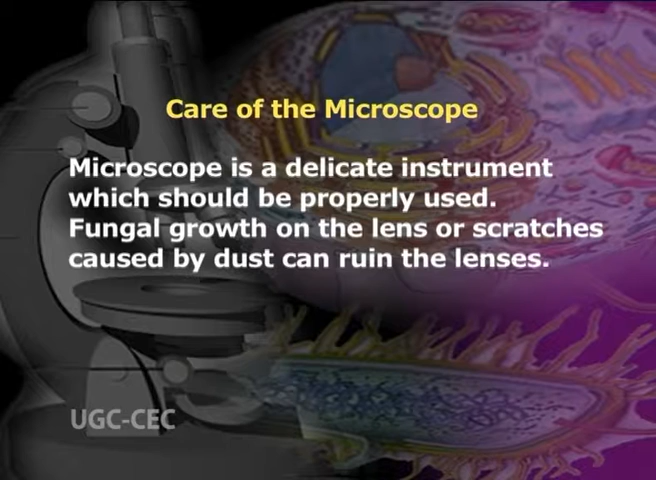 Care of the Microscope
Microscope is a delicate instrument
which should be properly used.
Fungal growth on the lens or scratches
caused by dust can ruin the lenses.
UGC-CEC